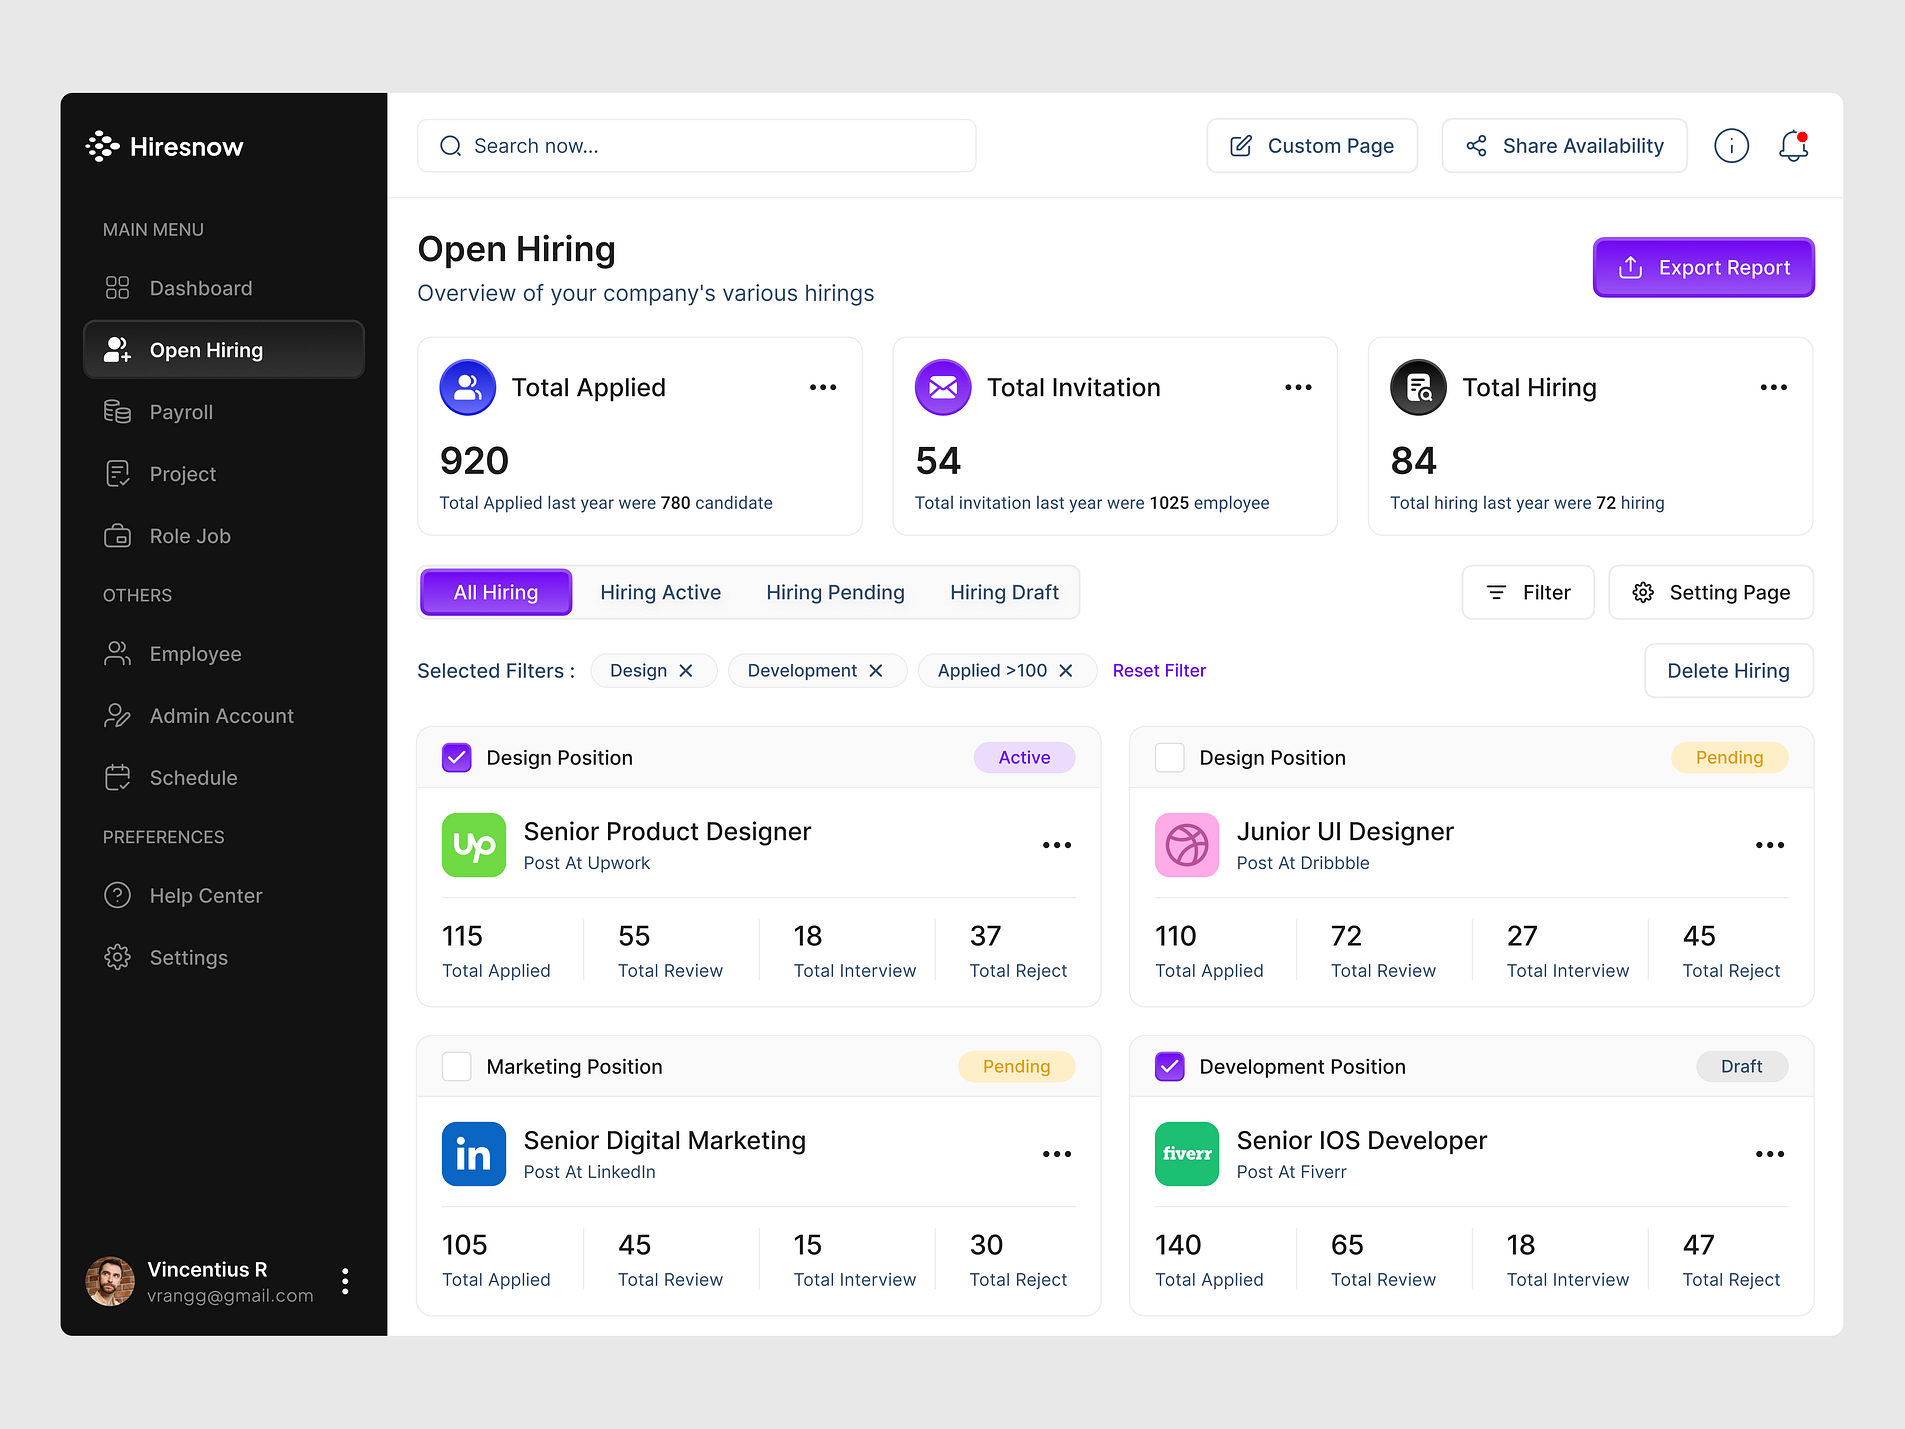 Hiresnow
MAIN MENU
Dashboard
Open Hiring
Payroll
Project
Role Job
OTHERS
Employee
Admin Account
Schedule
PREFERENCES
Help Center
Settings
Vincentius R
vrangg@gmail.com
Search now...
Custom Page
Share Availability
Open Hiring
Overview of your company's various hirings
Export Report
Total Applied
920
Total Applied last year were 780 candidate
Total Invitation
54
Total invitation last year were 1025 employee
Total Hiring
84
Total hiring last year were 72 hiring
All Hiring
Hiring Active
Hiring Pending
Hiring Draft
Filter
Setting Page
Selected Filters :
Design
Development
Applied >100
Reset Filter
Delete Hiring
Design Position
Active
up
Senior Product Designer
Post At Upwork
115
Total Applied
55
Total Review
18
Total Interview
37
Total Reject
Design Position
Pending
Junior UI Designer
Post At Dribbble
110
Total Applied
72
Total Review
27
Total Interview
45
Total Reject
Marketing Position
Pending
in
Senior Digital Marketing
Post At LinkedIn
105
Total Applied
45
Total Review
15
Total Interview
30
Total Reject
Development Position
Draft
fiverr
Senior IOS Developer
Post At Fiverr
140
Total Applied
65
Total Review
18
Total Interview
47
Total Reject